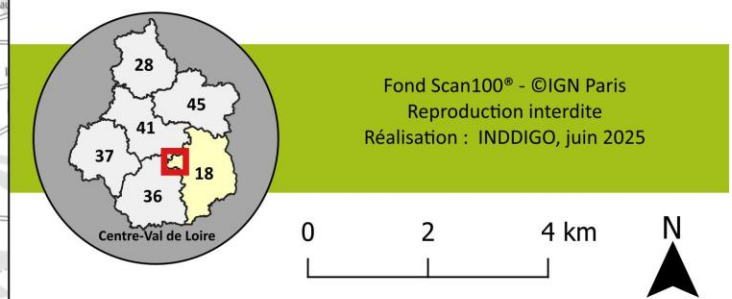 28
45
41
37
18
36
Centre-Val de Loire
Fond Scan100® - ©IGN Paris
Reproduction interdite
Réalisation : INDDIGO, juin 2025
0 2 4 km
N